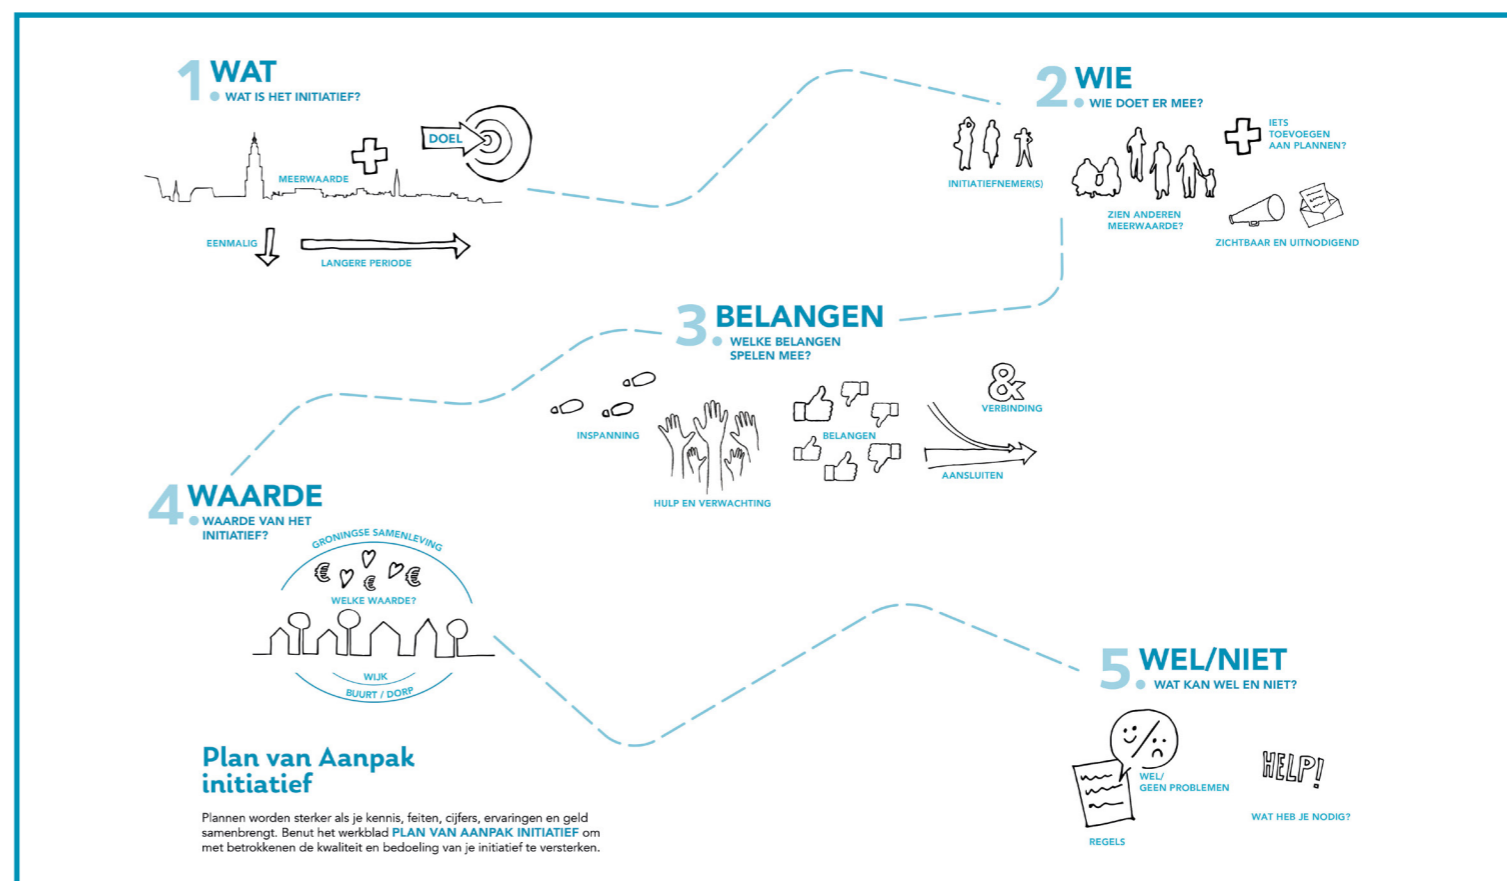 1. WAT
WAT IS HET INITIATIEF?
MEERWAARDE
DOEL
EENMALIG
LANGERE PERIODE
2. WIE
WIE DOET ER MEE?
INITIATIEFNEMER(S)
ZIEN ANDEREN
MEERWAARDE?
IETS
TOEVOEGEN
AAN PLANNEN?
ZICHTBAAR EN UITNODIGEND
3. BELANGEN
WELKE BELANGEN
SPELEN MEE?
INSPANNING
HULP EN VERWACHTING
BELANGEN
&
VERBINDING
AANSLUITEN
4. WAARDE
WAARDE VAN HET
INITIATIEF?
GRONINGSE SAMENLEVING
€ € €
WELKE WAARDE?
WIJK
BUURT / DORP
5. WEL/NIET
WAT KAN WEL EN NIET?
WEL/
GEEN PROBLEMEN
REGELS
HELP!
WAT HEB JE NODIG?
Plan van Aanpak
initiatief
Plannen worden sterker als je kennis, feiten, cijfers, ervaringen en geld
samenbrengt. Benut het werkblad PLAN VAN AANPAK INITIATIEF om
met betrokkenen de kwaliteit en bedoeling van je initiatief te versterken.